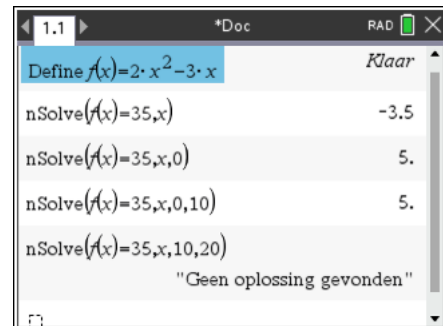 1.1 *Doc RAD
Define f(x)=2·x²−3·x Klaar
nSolve(f(x)=35,x) -3.5
nSolve(f(x)=35,x,0) 5.
nSolve(f(x)=35,x,0,10) 5.
nSolve(f(x)=35,x,10,20)
"Geen oplossing gevonden"